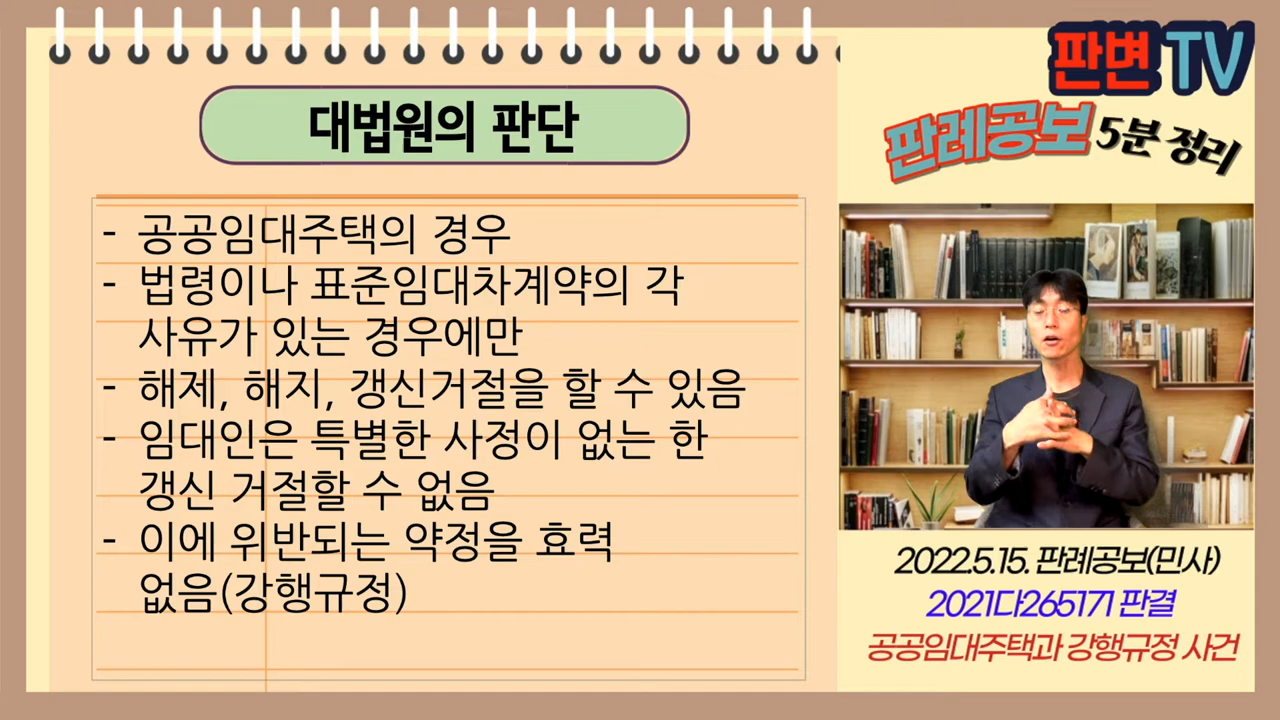 대법원의 판단
- 공공임대주택의 경우
- 법령이나 표준임대차계약의 각
사유가 있는 경우에만
- 해제, 해지, 갱신거절을 할 수 있음
- 임대인은 특별한 사정이 없는 한
갱신 거절할 수 없음
- 이에 위반되는 약정을 효력
없음(강행규정)
판변 TV
판례공보 5분 정리
2022.5.15. 판례공보(민사)
2021다265171 판결
공공임대주택과 강행규정 사건